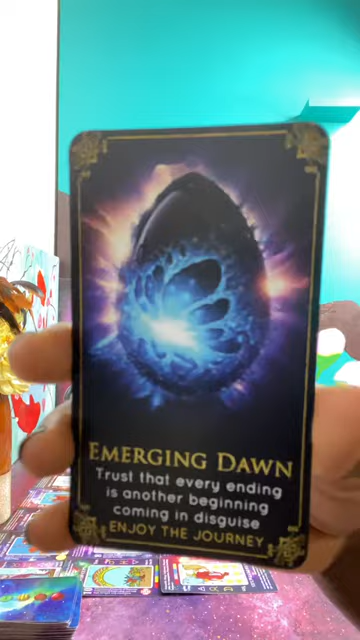 EMERGING DAWN
Trust that every ending
is another beginning
coming in disguise
ENJOY THE JOURNEY